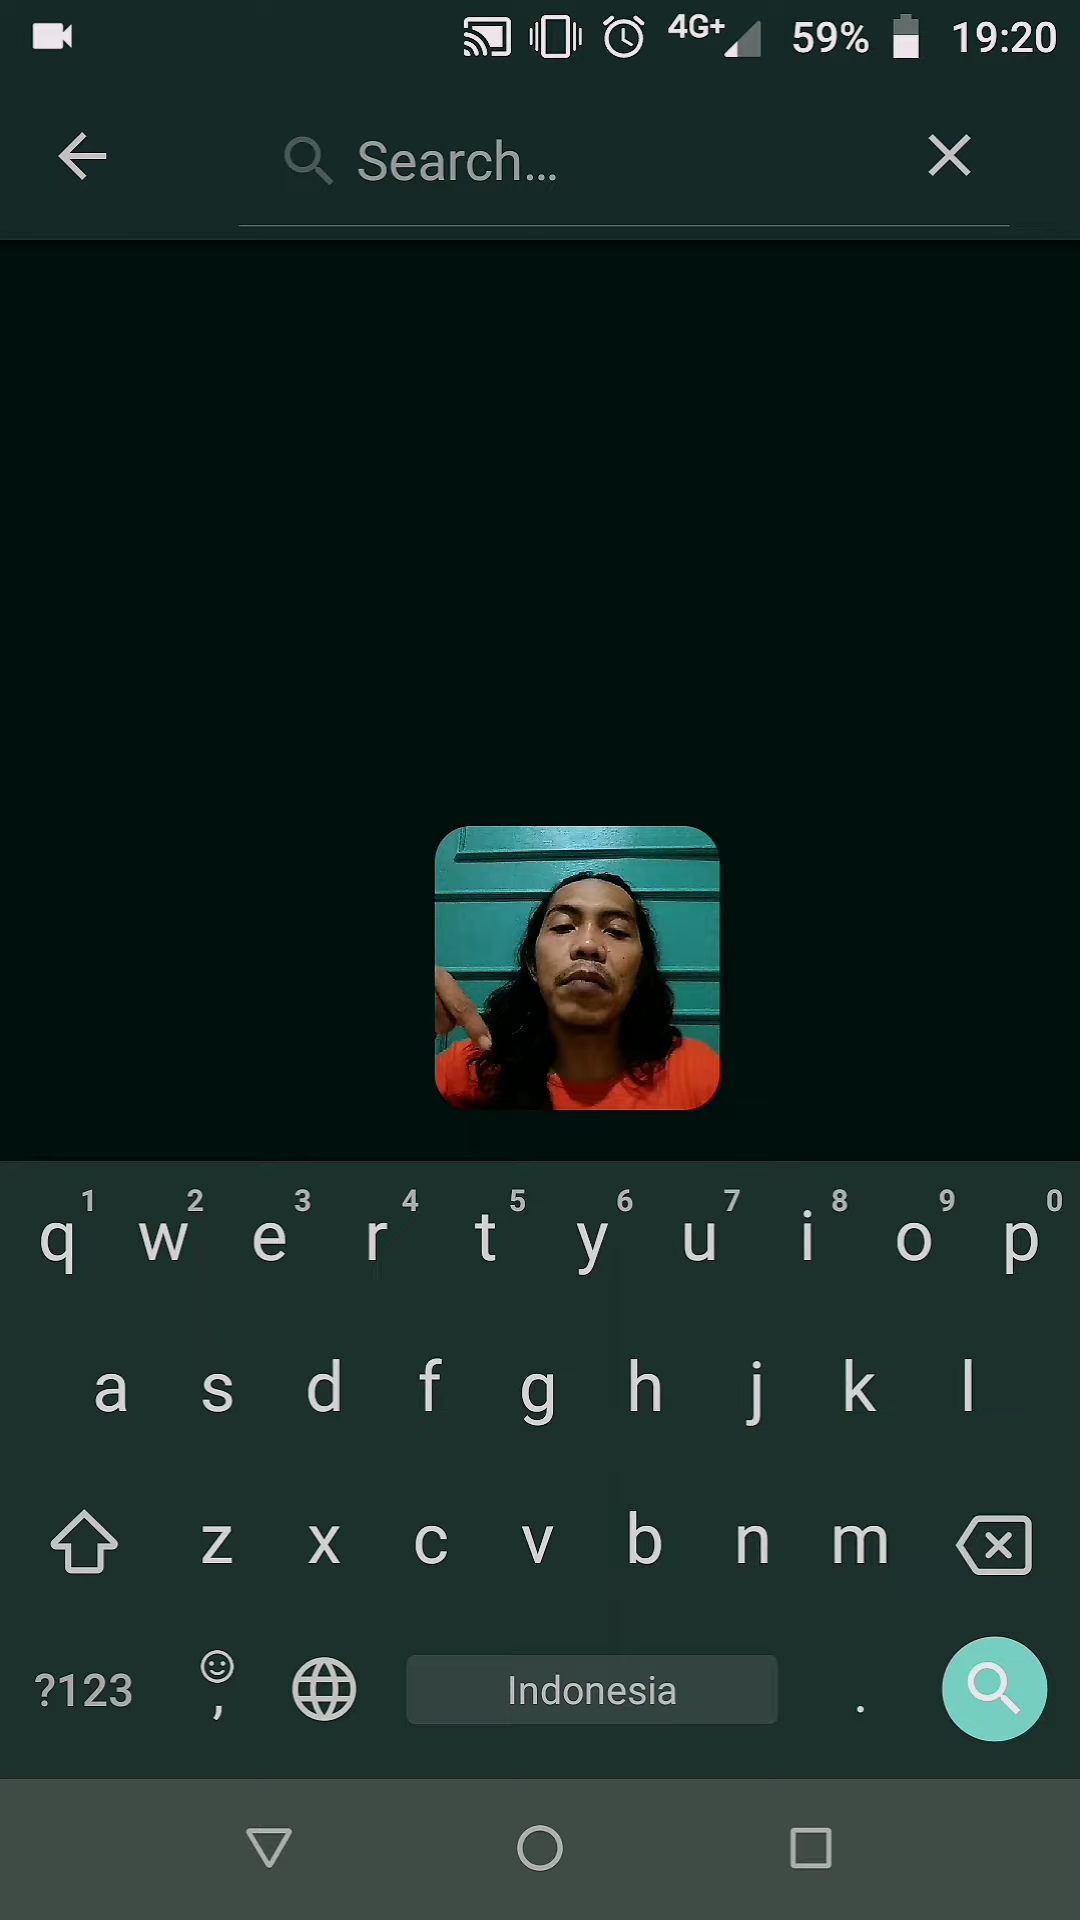 4G+ 59% 19:20
Search...
1 2 3 4 5 6 7 8 9 0
q w e r t y u i o p
a s d f g h j k l
z x c v b n m
?123 , Indonesia .